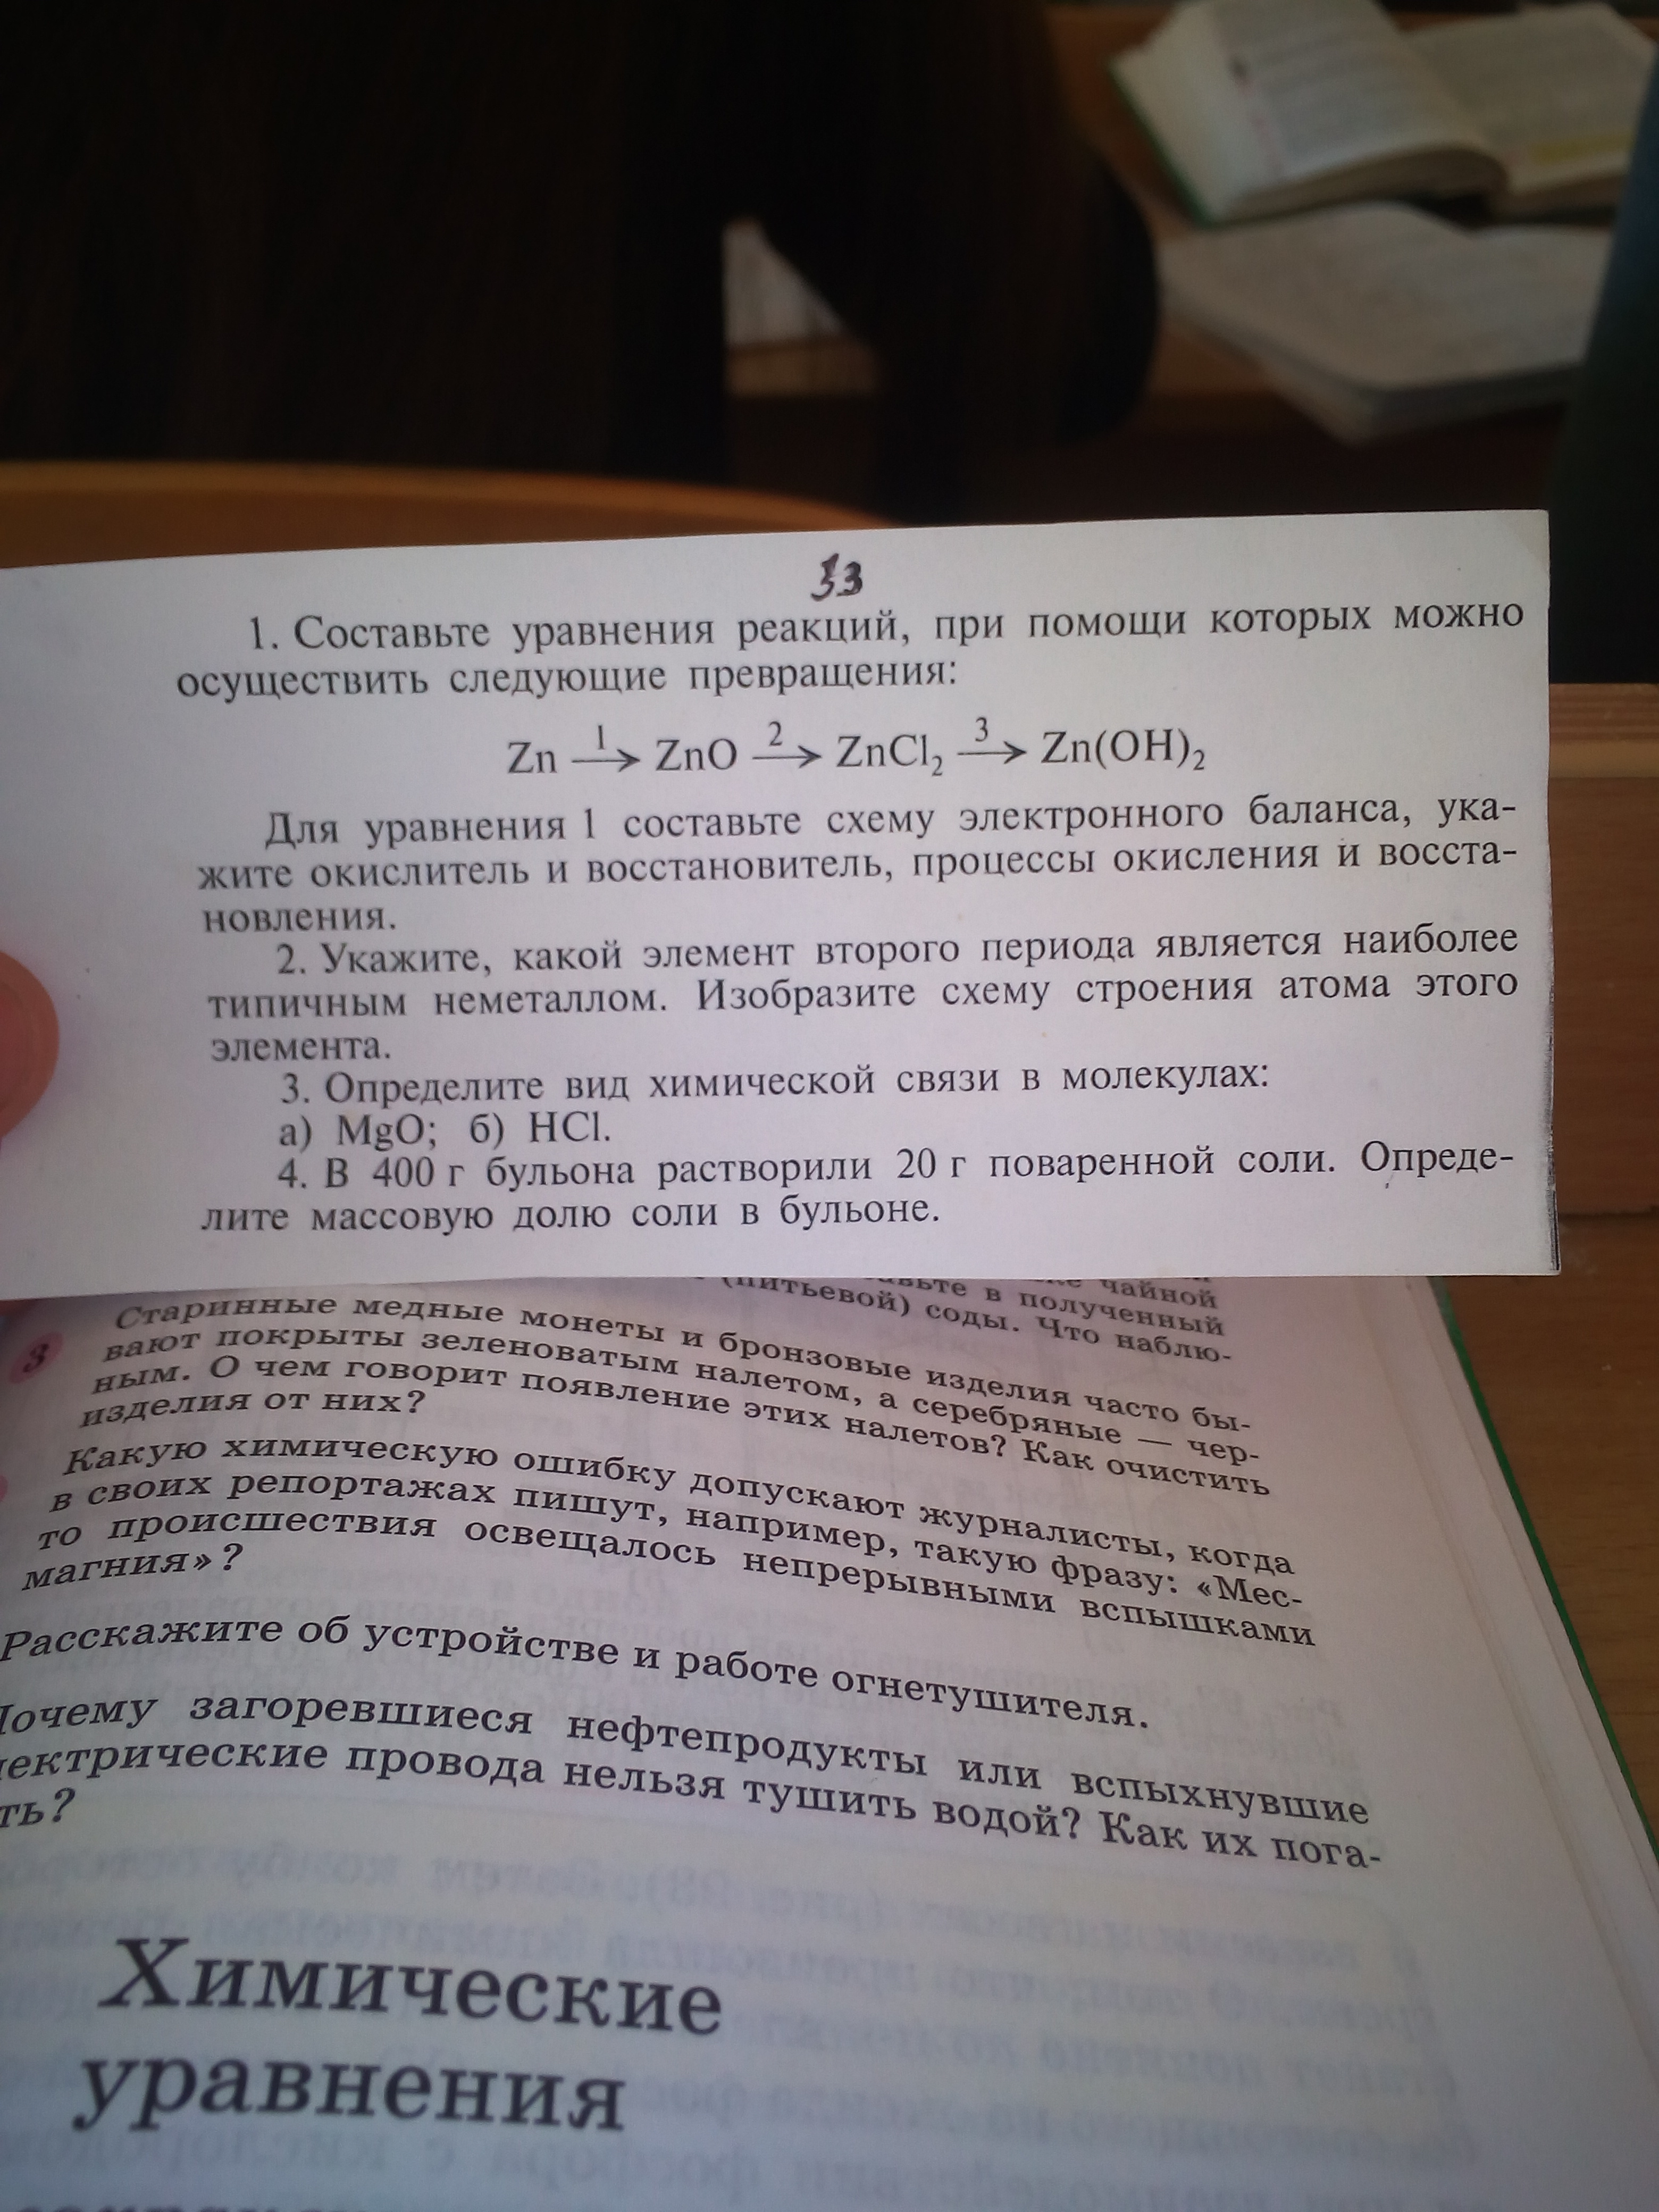 33
1. Составьте уравнения реакций, при помощи которых можно
осуществить следующие превращения:
Zn 1→ ZnO 2→ ZnCl₂ 3→ Zn(OH)₂
Для уравнения 1 составьте схему электронного баланса, ука-
жите окислитель и восстановитель, процессы окисления и восста-
новления.
2. Укажите, какой элемент второго периода является наиболее
типичным неметаллом. Изобразите схему строения атома этого
элемента.
3. Определите вид химической связи в молекулах:
а) MgO; б) HCl.
4. В 400 г бульона растворили 20 г поваренной соли. Опреде-
лите массовую долю соли в бульоне.
чайной
в полученный
(питьевой) соды. Что наблю-
3 Старинные медные монеты и бронзовые изделия часто бы-
вают покрыты зеленоватым налетом, а серебряные — чер-
ным. О чем говорит появление этих налетов? Как очистить
изделия от них?
Какую химическую ошибку допускают журналисты, когда
в своих репортажах пишут, например, такую фразу: «Мес-
то происшествия освещалось непрерывными вспышками
магния»?
Расскажите об устройстве и работе огнетушителя.
Почему загоревшиеся нефтепродукты или вспыхнувшие
лектрические провода нельзя тушить водой? Как их пога-
ть?
Химические
уравнения